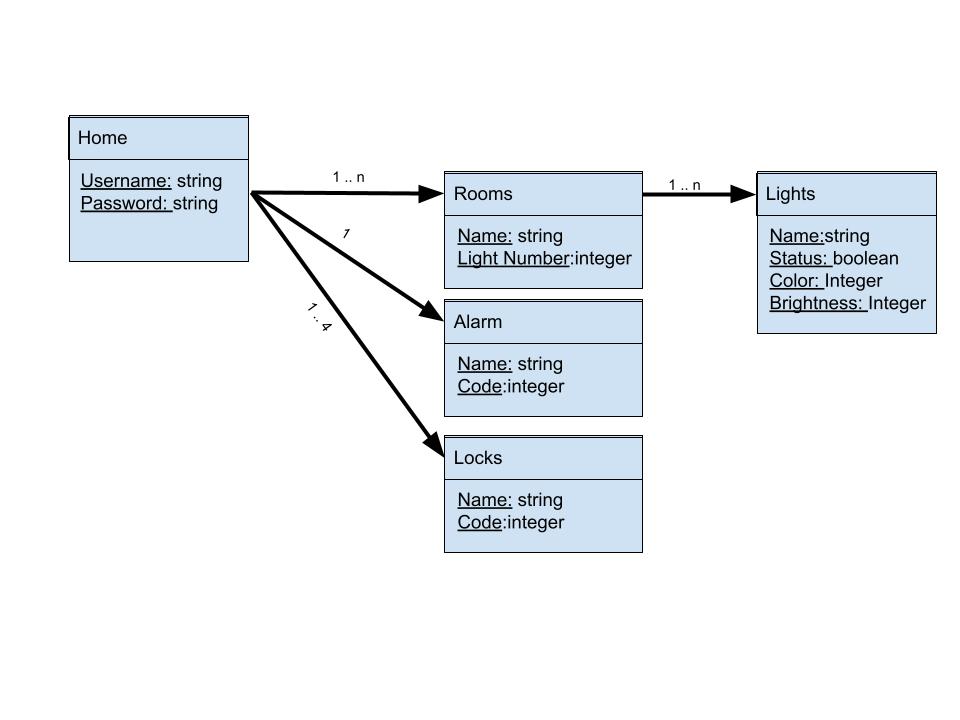 Home
Username: string
Password: string
1 .. n
1
1 .. 4
Rooms
Name: string
Light Number:integer
1 .. n
Lights
Name:string
Status: boolean
Color: Integer
Brightness: Integer
Alarm
Name: string
Code:integer
Locks
Name: string
Code:integer